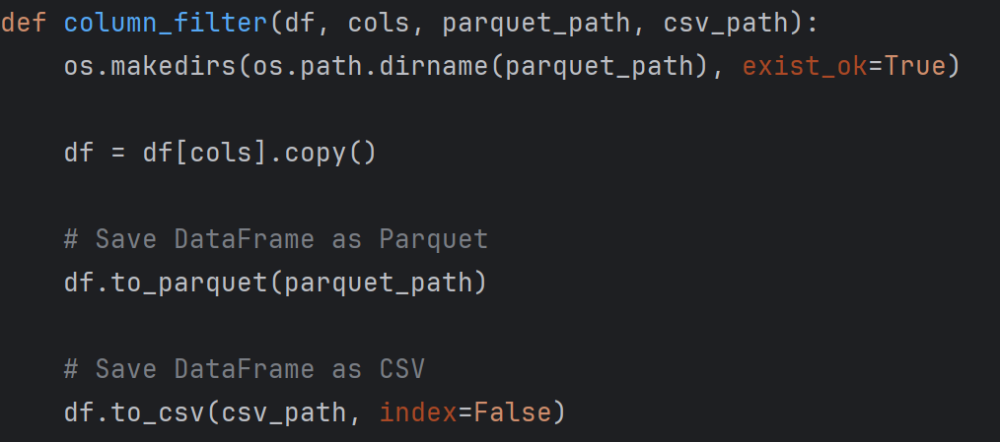 def column_filter(df, cols, parquet_path, csv_path):
    os.makedirs(os.path.dirname(parquet_path), exist_ok=True)

    df = df[cols].copy()

    # Save DataFrame as Parquet
    df.to_parquet(parquet_path)

    # Save DataFrame as CSV
    df.to_csv(csv_path, index=False)